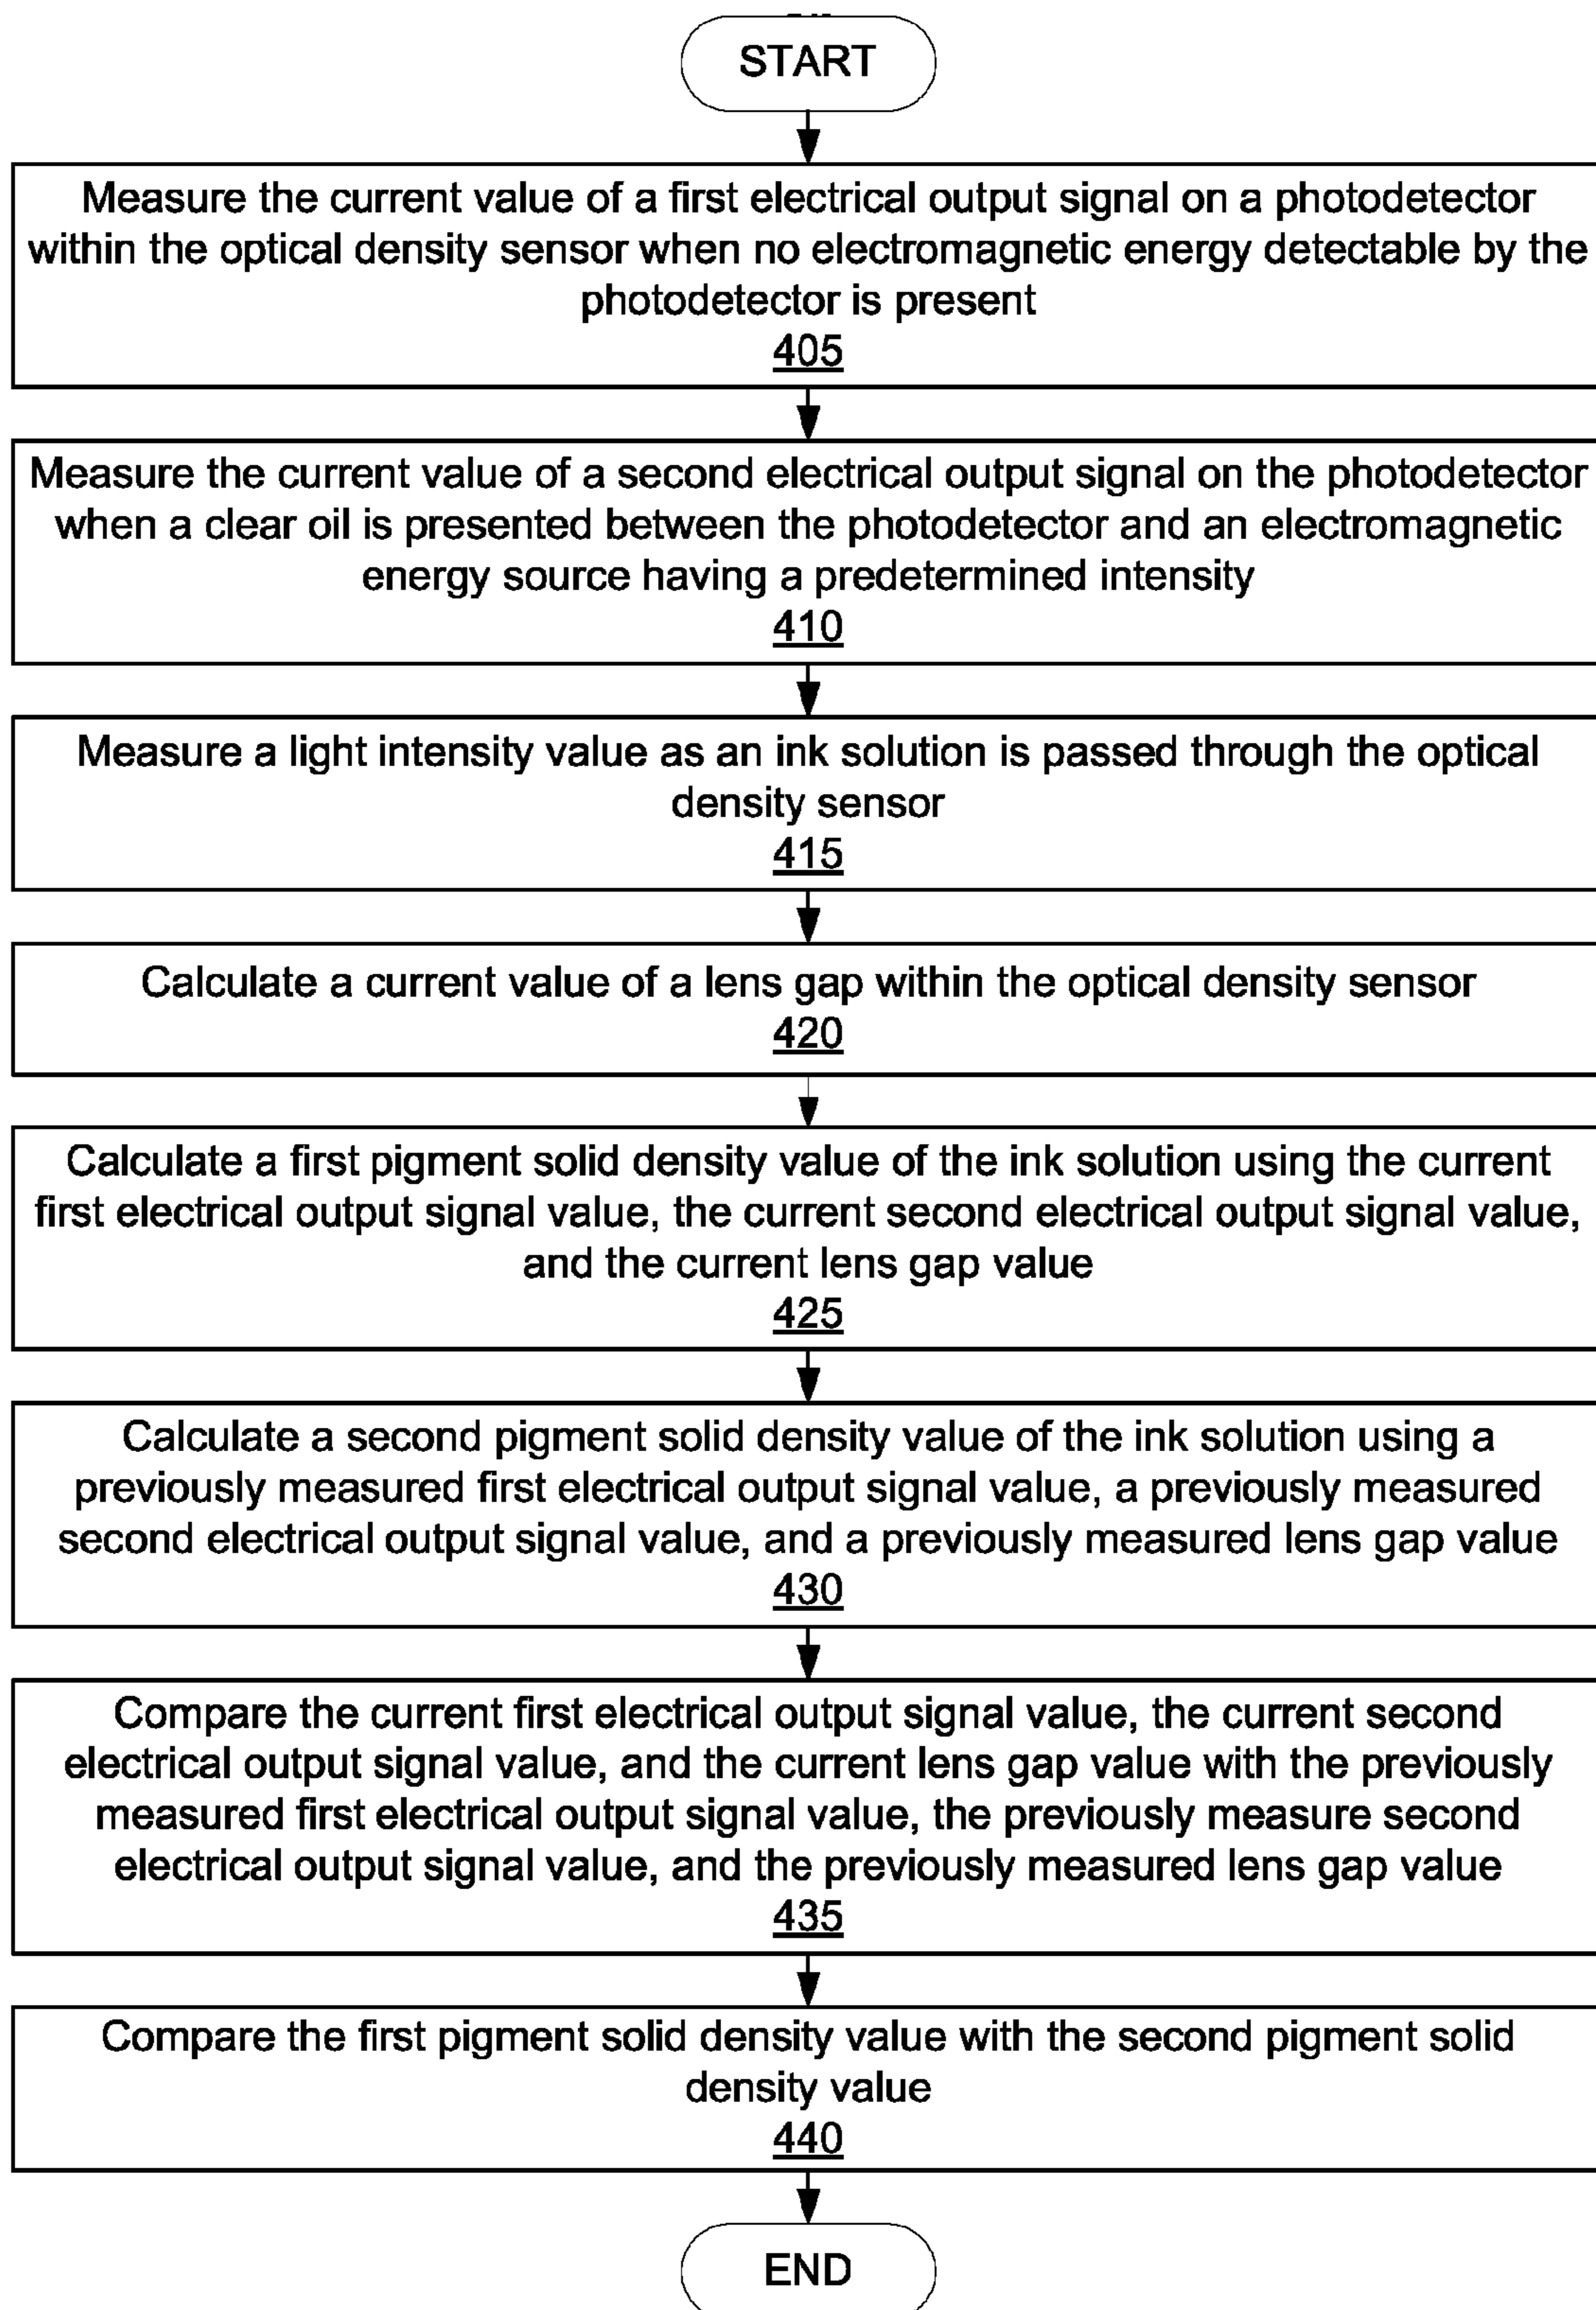 START
Measure the current value of a first electrical output signal on a photodetector
within the optical density sensor when no electromagnetic energy detectable by the
photodetector is present
405
Measure the current value of a second electrical output signal on the photodetector
when a clear oil is presented between the photodetector and an electromagnetic
energy source having a predetermined intensity
410
Measure a light intensity value as an ink solution is passed through the optical
density sensor
415
Calculate a current value of a lens gap within the optical density sensor
420
Calculate a first pigment solid density value of the ink solution using the current
first electrical output signal value, the current second electrical output signal value,
and the current lens gap value
425
Calculate a second pigment solid density value of the ink solution using a
previously measured first electrical output signal value, a previously measured
second electrical output signal value, and a previously measured lens gap value
430
Compare the current first electrical output signal value, the current second
electrical output signal value, and the current lens gap value with the previously
measured first electrical output signal value, the previously measure second
electrical output signal value, and the previously measured lens gap value
435
Compare the first pigment solid density value with the second pigment solid
density value
440
END